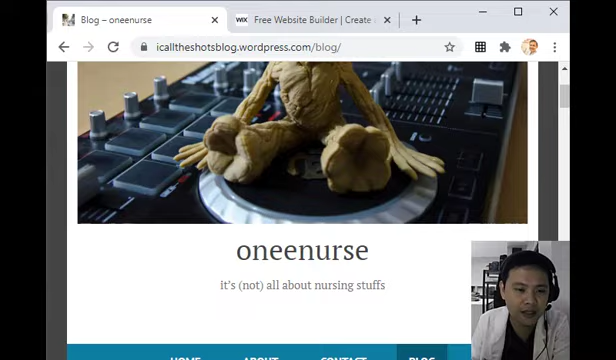 Blog – oneenurse
WIX Free Website Builder | Create a
icalltheshotsblog.wordpress.com/blog/
oneenurse
it's (not) all about nursing stuffs
HOME ABOUT CONTACT BLOG